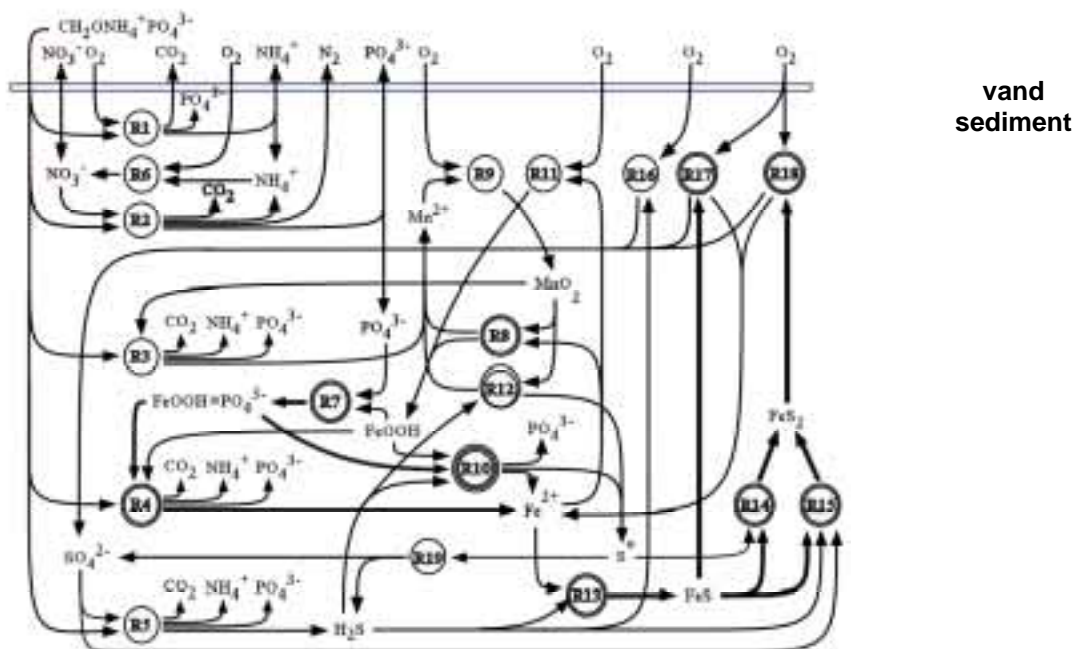 CH₂ONH₄⁺PO₄³⁻
NO₃⁻ O₂ CO₂ O₂ NH₄⁺ N₂ PO₄³⁻ O₂ O₂ O₂ O₂
vand
sediment
PO₄³⁻
R1
NO₃⁻ R6 NH₄⁺ R9 R11 R16 R17 R18
CO₂
R2 Mn²⁺
MnO₂
CO₂ NH₄⁺ PO₄³⁻ PO₄³⁻ R8
R3
R12
FeOOH≡PO₄³⁻ R7
FeOOH FeS₂
PO₄³⁻
CO₂ NH₄⁺ PO₄³⁻ R10
R4 Fe²⁺ R14 R15
SO₄²⁻ R19 S°
CO₂ NH₄⁺ PO₄³⁻ R13 FeS
R5 H₂S